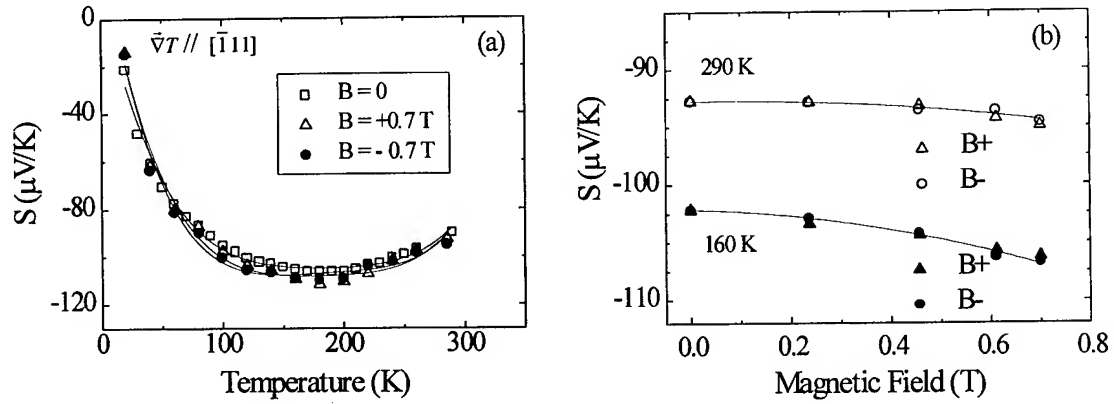 0
-40
-80
-120
S (μV/K)
∇⃗T // [1̄11]
(a)
B = 0
B = +0.7 T
B = - 0.7 T
0 100 200 300
Temperature (K)
-90
-100
-110
S (μV/K)
(b)
290 K
B+
B-
160 K
B+
B-
0.0 0.2 0.4 0.6 0.8
Magnetic Field (T)